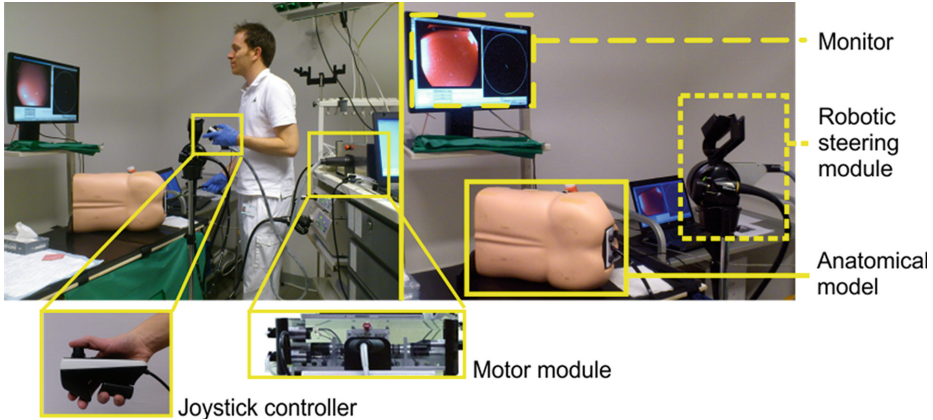 Monitor
Robotic
steering
module
Anatomical
model
Motor module
Joystick controller